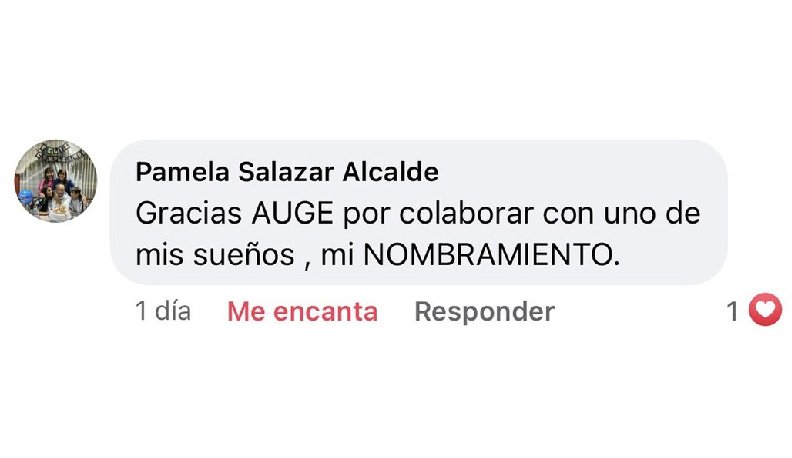 Pamela Salazar Alcalde
Gracias AUGE por colaborar con uno de
mis sueños , mi NOMBRAMIENTO.
1 día Me encanta Responder 1